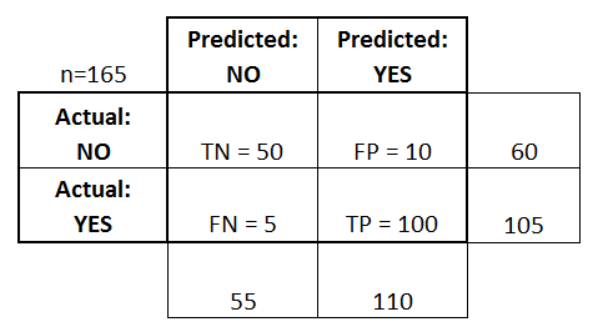 Predicted: Predicted:
n=165 NO YES
Actual:
NO TN = 50 FP = 10 60
Actual:
YES FN = 5 TP = 100 105
55 110